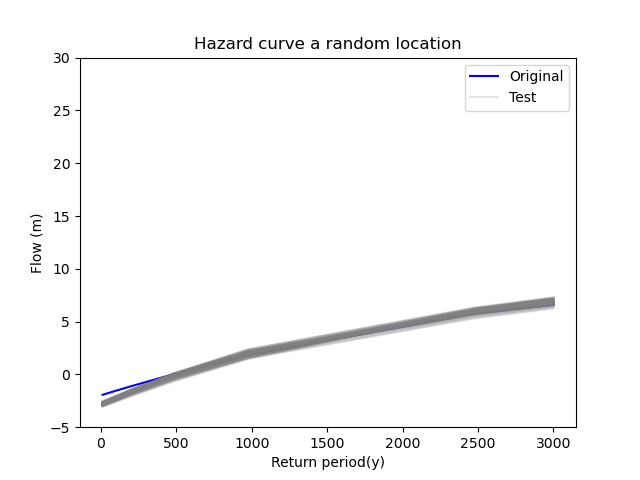 Hazard curve a random location
Original
Test
Flow (m)
30
25
20
15
10
5
0
−5
0 500 1000 1500 2000 2500 3000
Return period(y)